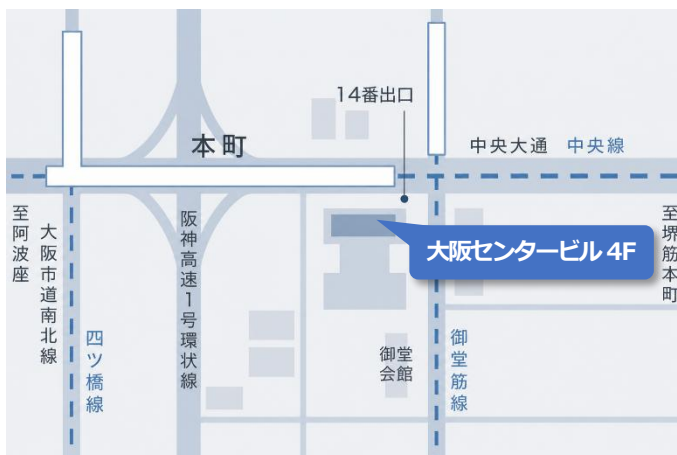 14番出口
本町
中央大通 中央線
至阿波座
大阪市道南北線
四ツ橋線
阪神高速1号環状線
大阪センタービル 4F
御堂
会館
御堂筋線
至堺筋本町